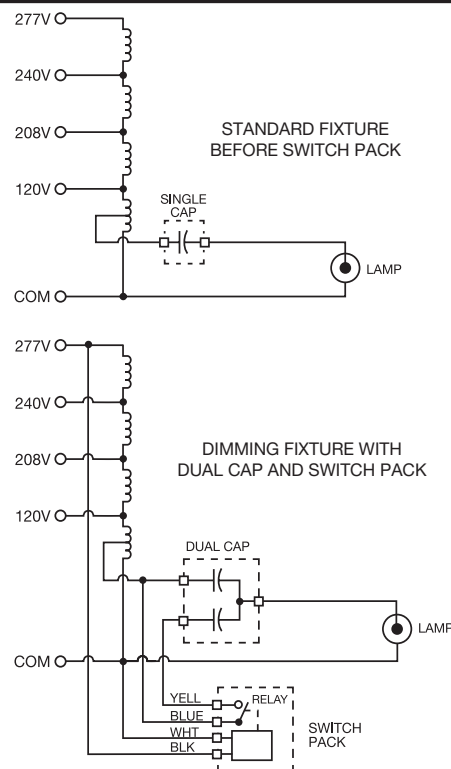 277V
240V
208V
120V
COM
STANDARD FIXTURE
BEFORE SWITCH PACK
SINGLE
CAP
LAMP
277V
240V
208V
120V
COM
DIMMING FIXTURE WITH
DUAL CAP AND SWITCH PACK
DUAL CAP
LAMP
YELL
BLUE
WHT
BLK
RELAY
SWITCH
PACK